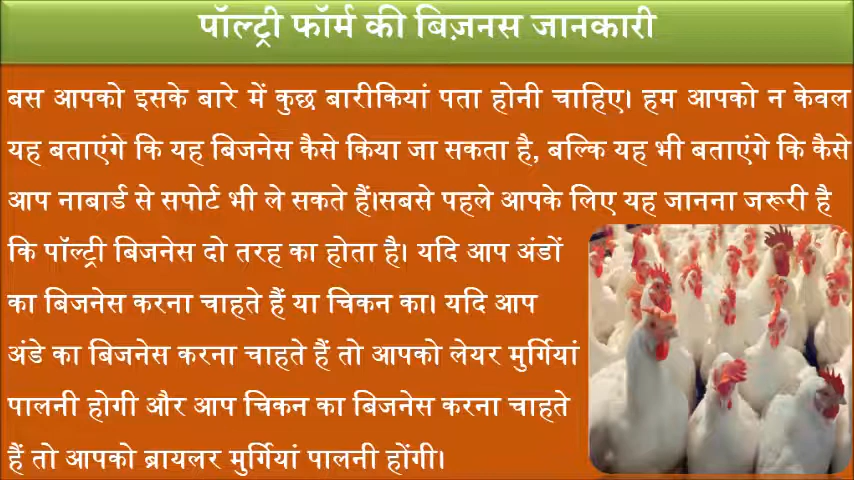 पॉल्ट्री फॉर्म की बिज़नस जानकारी
बस आपको इसके बारे में कुछ बारीकियां पता होनी चाहिए। हम आपको न केवल
यह बताएंगे कि यह बिजनेस कैसे किया जा सकता है, बल्कि यह भी बताएंगे कि कैसे
आप नाबार्ड से सपोर्ट भी ले सकते हैं।सबसे पहले आपके लिए यह जानना जरूरी है
कि पॉल्ट्री बिजनेस दो तरह का होता है। यदि आप अंडों
का बिजनेस करना चाहते हैं या चिकन का। यदि आप
अंडे का बिजनेस करना चाहते हैं तो आपको लेयर मुर्गियां
पालनी होगी और आप चिकन का बिजनेस करना चाहते
हैं तो आपको ब्रायलर मुर्गियां पालनी होंगी।